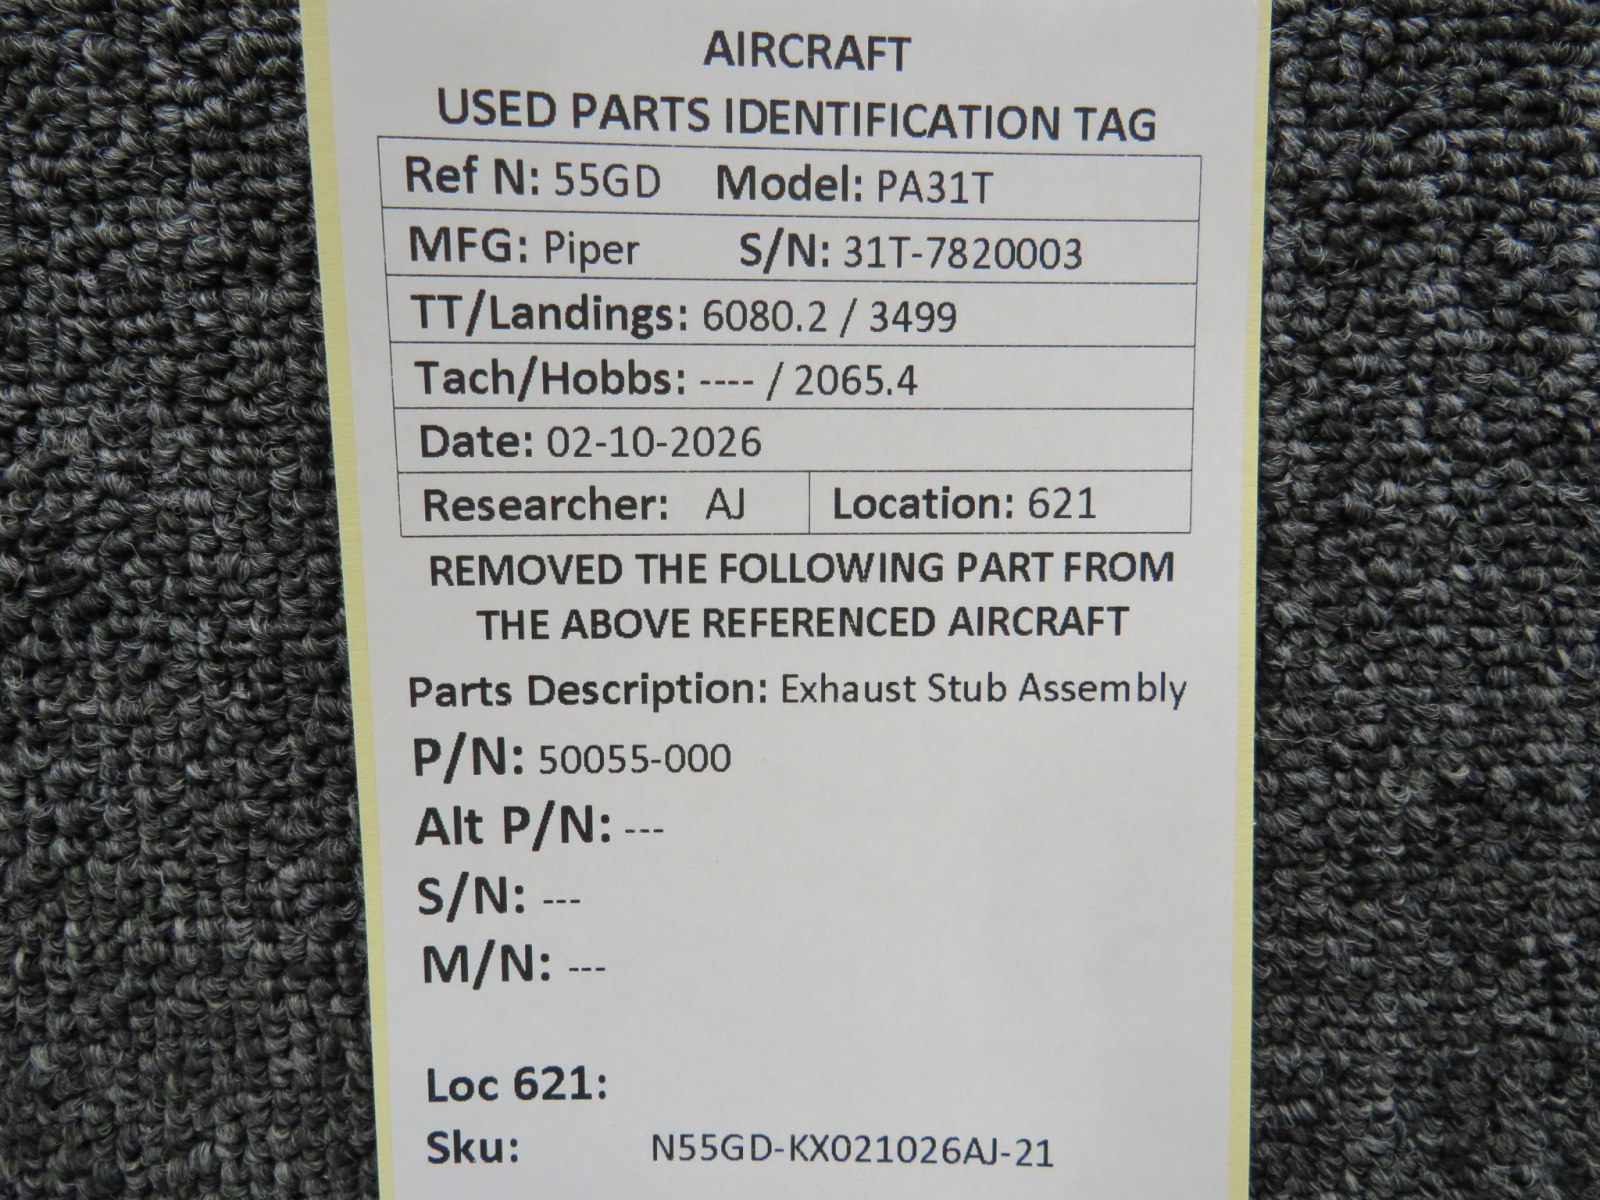 AIRCRAFT
USED PARTS IDENTIFICATION TAG
Ref N: 55GD Model: PA31T
MFG: Piper S/N: 31T-7820003
TT/Landings: 6080.2 / 3499
Tach/Hobbs: ---- / 2065.4
Date: 02-10-2026
Researcher: AJ Location: 621
REMOVED THE FOLLOWING PART FROM
THE ABOVE REFERENCED AIRCRAFT
Parts Description: Exhaust Stub Assembly
P/N: 50055-000
Alt P/N: ---
S/N: ---
M/N: ---
Loc 621:
Sku: N55GD-KX021026AJ-21